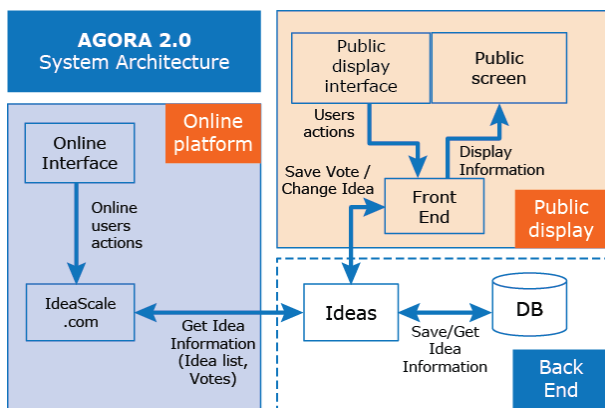 AGORA 2.0
System Architecture
Online
platform
Online
Interface
Online
users
actions
IdeaScale
.com
Get Idea
Information
(Idea list,
Votes)
Public
display
interface
Public
screen
Users
actions
Display
Information
Save Vote /
Change Idea
Front
End
Public
display
Ideas
Save/Get
Idea
Information
DB
Back
End